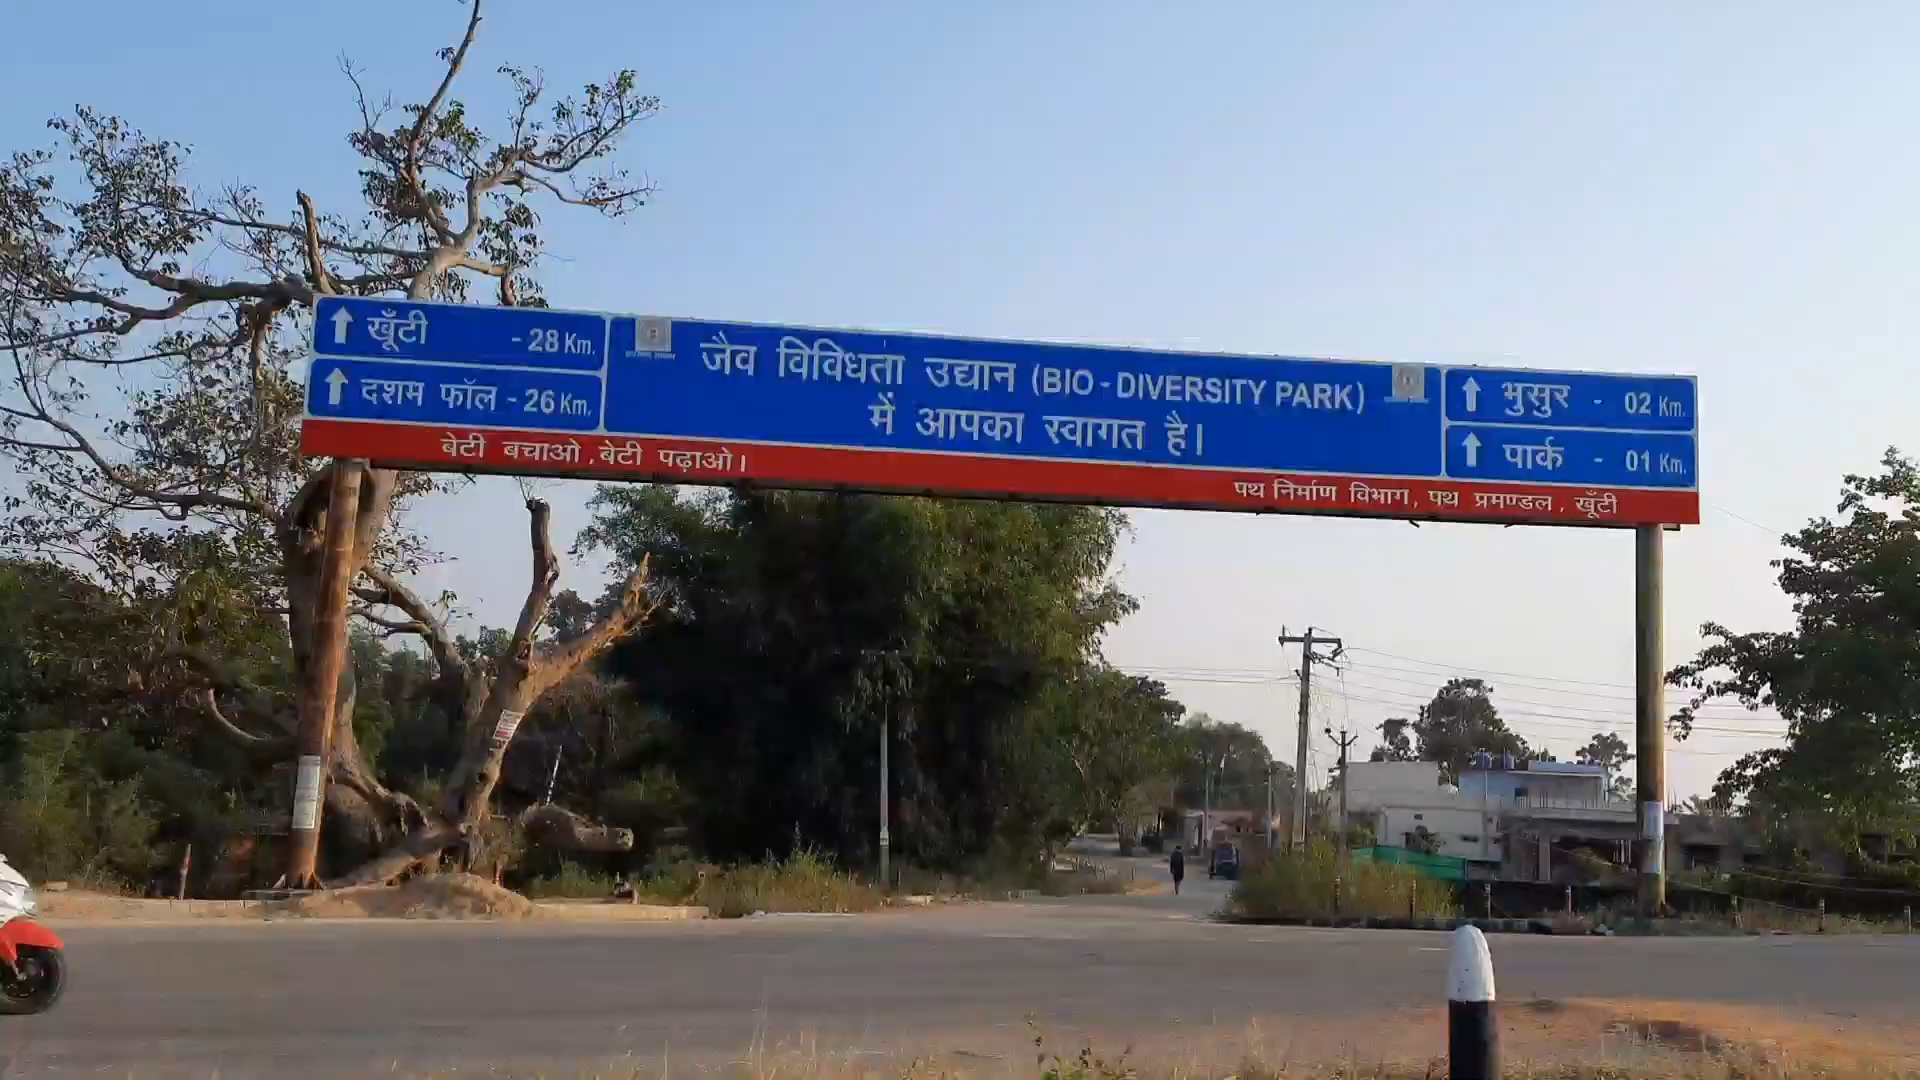 खूँटी - 28 Km.
दशम फॉल - 26 Km.
जैव विविधता उद्यान (BIO - DIVERSITY PARK)
में आपका स्वागत है।
भुसुर - 02 Km.
पार्क - 01 Km.
बेटी बचाओ, बेटी पढ़ाओ।
पथ निर्माण विभाग, पथ प्रमण्डल, खूँटी